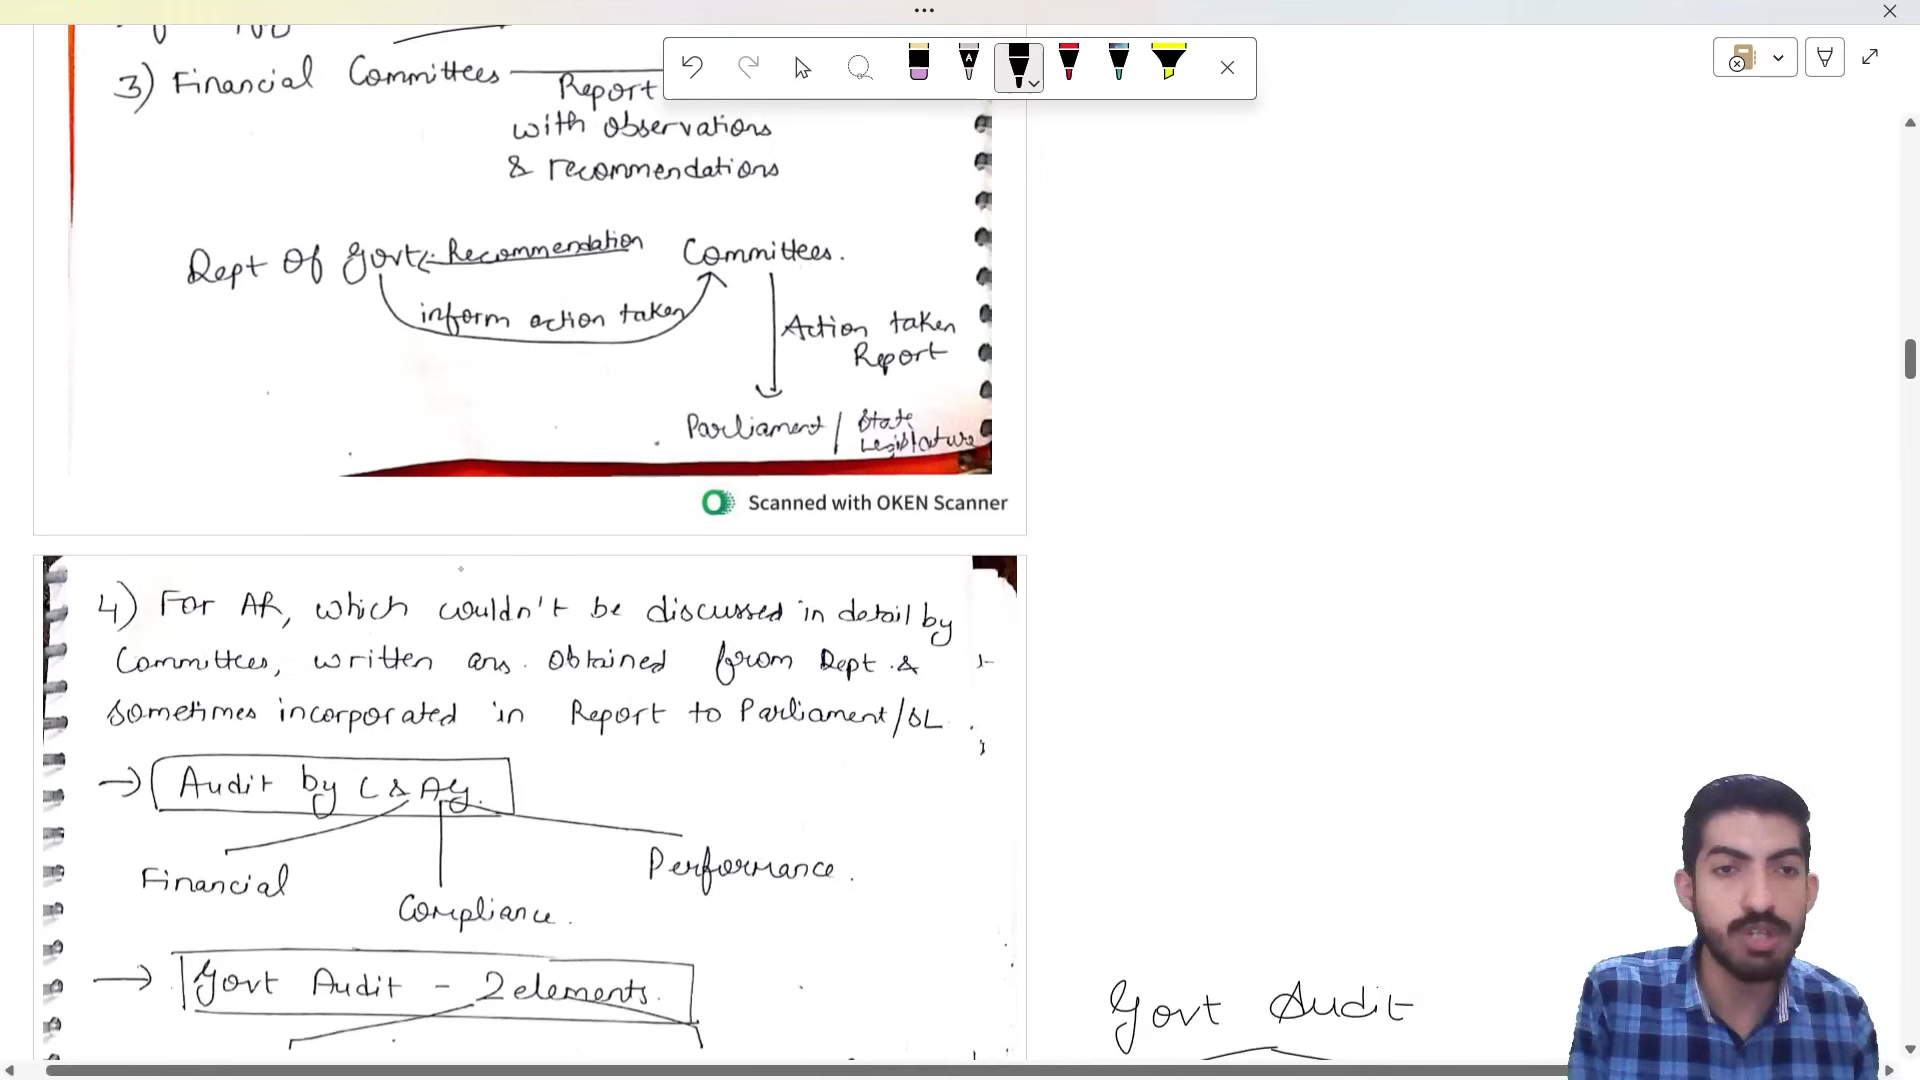 3) Financial Committees
Report
with observations
& recommendations
Dept Of Govt Recommendation Committees.
inform action taken
Action taken
Report
Parliament / State
Legislature
Scanned with OKEN Scanner
4) For AR, which couldn't be discussed in detail by
Committees, written ans. obtained from Dept. &
sometimes incorporated in Report to Parliament/SL.
→ Audit by C & AG.
Financial
Performance.
Compliance.
→ Govt Audit - 2 elements.
Govt Audit